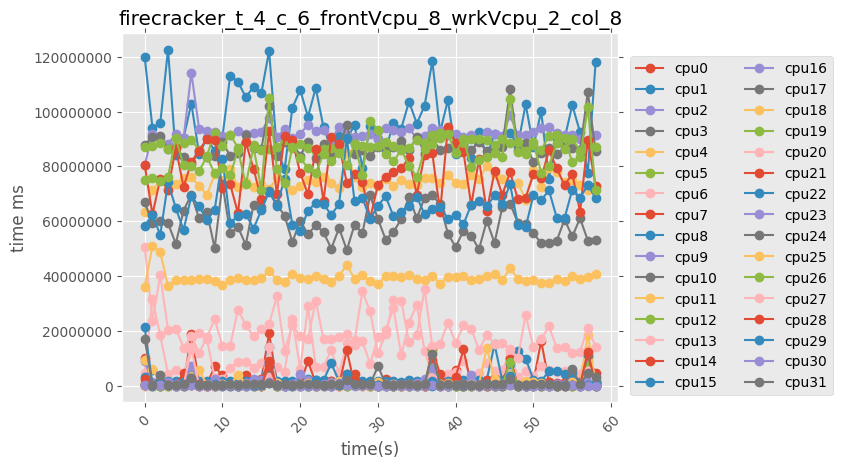 firecracker_t_4_c_6_frontVcpu_8_wrkVcpu_2_col_8
120000000
100000000
80000000
60000000
40000000
20000000
0
time ms
0
10
20
30
40
50
60
time(s)
cpu0
cpu1
cpu2
cpu3
cpu4
cpu5
cpu6
cpu7
cpu8
cpu9
cpu10
cpu11
cpu12
cpu13
cpu14
cpu15
cpu16
cpu17
cpu18
cpu19
cpu20
cpu21
cpu22
cpu23
cpu24
cpu25
cpu26
cpu27
cpu28
cpu29
cpu30
cpu31